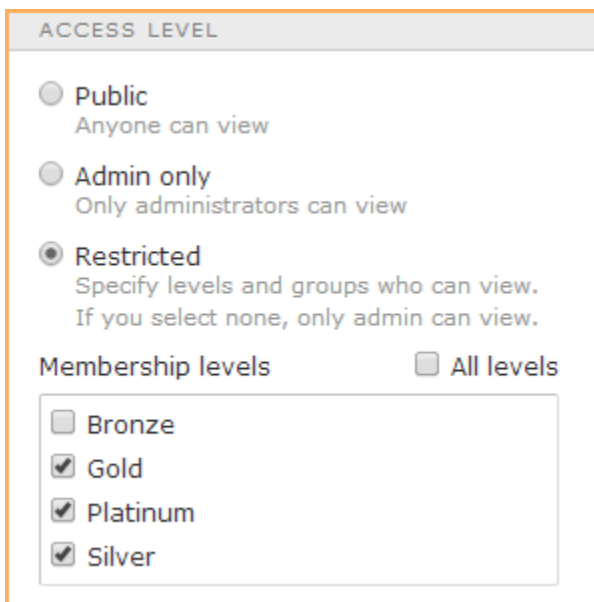 ACCESS LEVEL
Public
Anyone can view
Admin only
Only administrators can view
Restricted
Specify levels and groups who can view.
If you select none, only admin can view.
Membership levels All levels
Bronze
Gold
Platinum
Silver